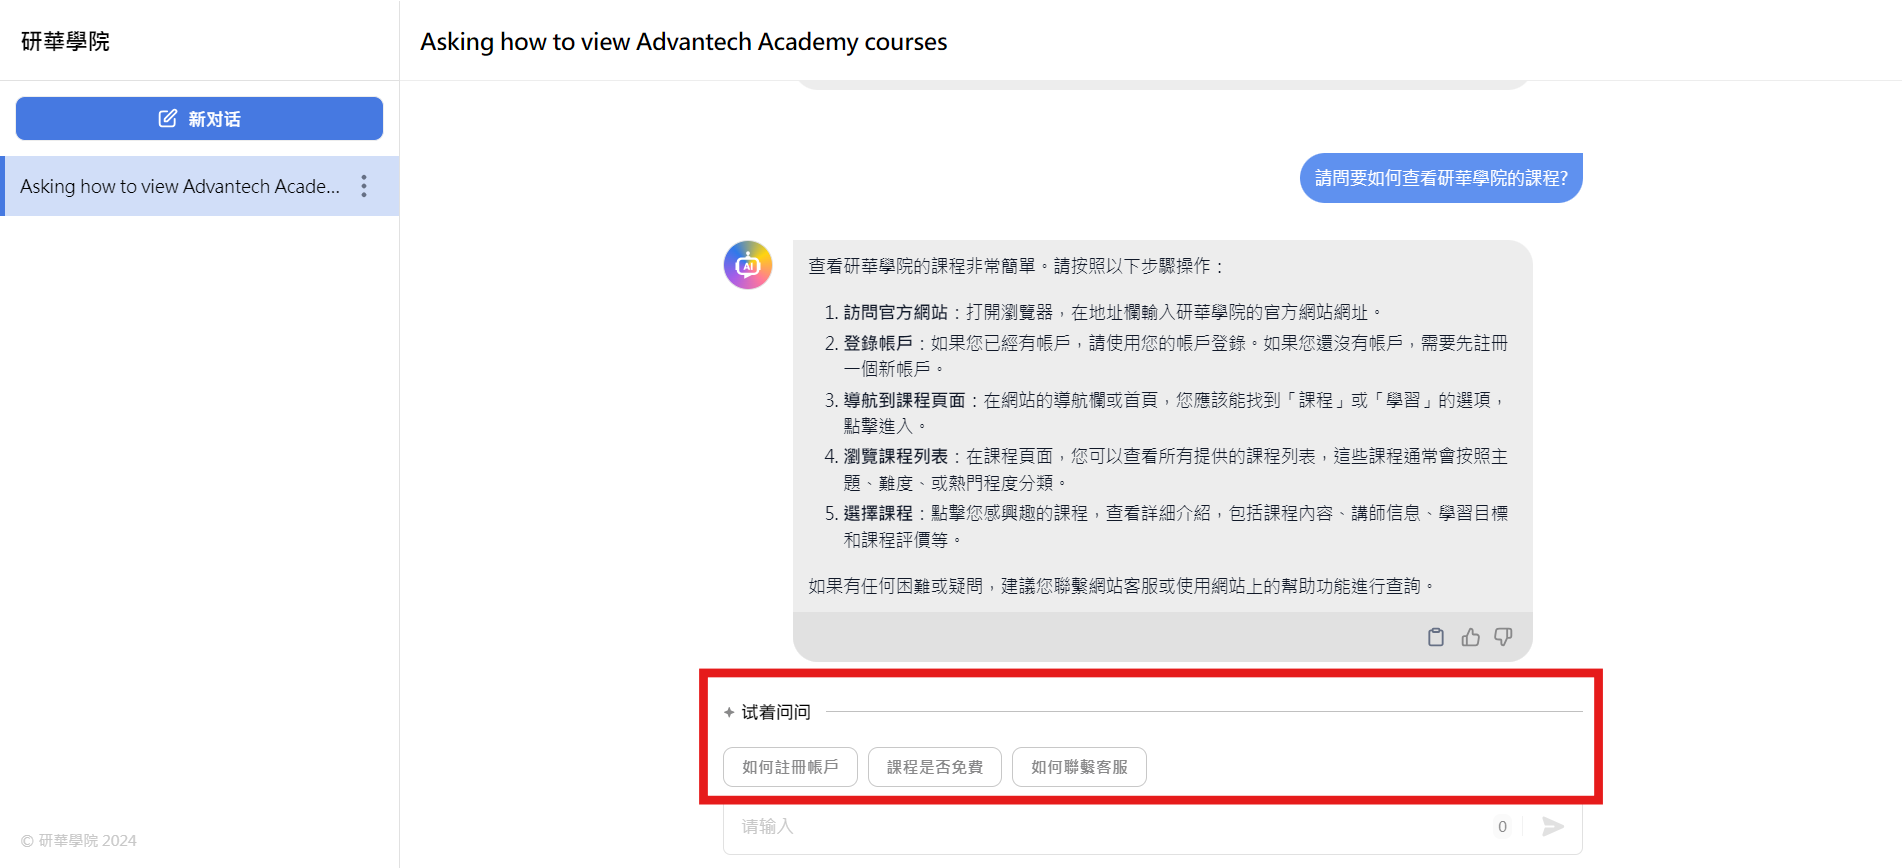 研華學院
新对话
Asking how to view Advantech Acade...
© 研華學院 2024
Asking how to view Advantech Academy courses
請問要如何查看研華學院的課程?
AI
查看研華學院的課程非常簡單。請按照以下步驟操作：
1. 訪問官方網站：打開瀏覽器，在地址欄輸入研華學院的官方網站網址。
2. 登錄帳戶：如果您已經有帳戶，請使用您的帳戶登錄。如果您還沒有帳戶，需要先註冊
一個新帳戶。
3. 導航到課程頁面：在網站的導航欄或首頁，您應該能找到「課程」或「學習」的選項，
點擊進入。
4. 瀏覽課程列表：在課程頁面，您可以查看所有提供的課程列表，這些課程通常會按照主
題、難度、或熱門程度分類。
5. 選擇課程：點擊您感興趣的課程，查看詳細介紹，包括課程內容、講師信息、學習目標
和課程評價等。
如果有任何困難或疑問，建議您聯繫網站客服或使用網站上的幫助功能進行查詢。
试着问问
如何註冊帳戶
課程是否免費
如何聯繫客服
请输入
0